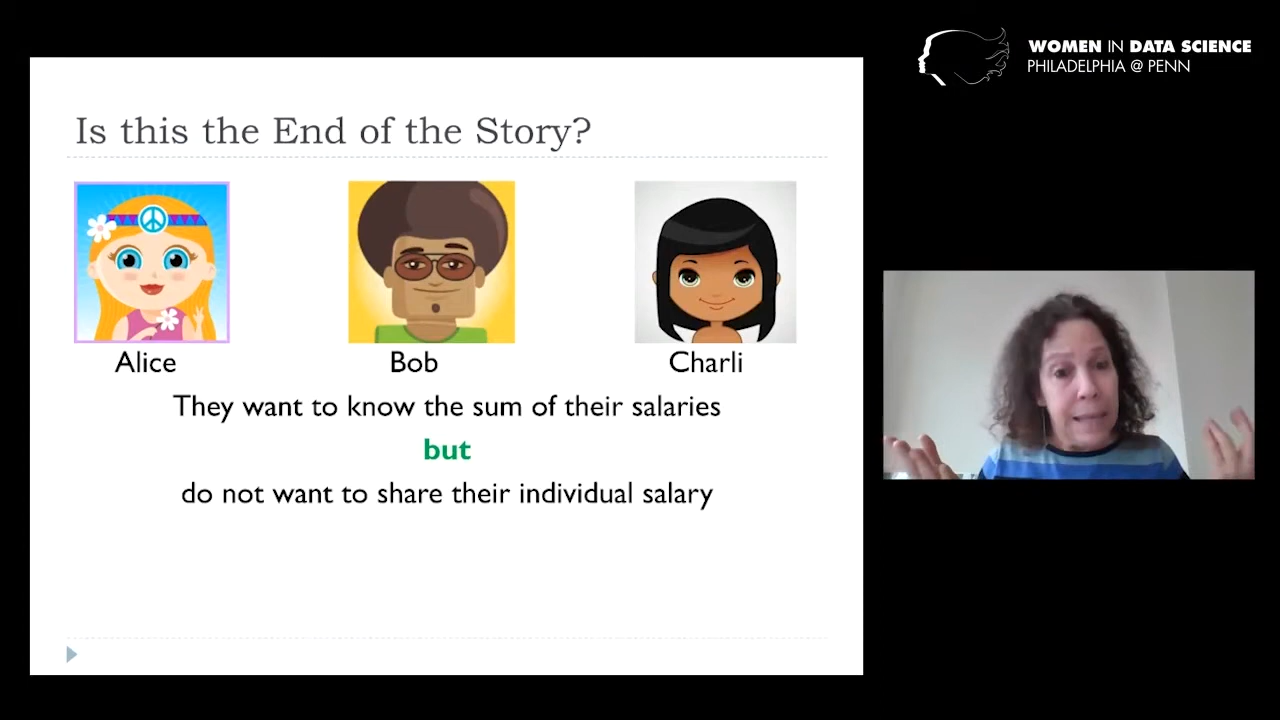 WOMEN IN DATA SCIENCE
PHILADELPHIA @ PENN
Is this the End of the Story?
Alice
Bob
Charli
They want to know the sum of their salaries
but
do not want to share their individual salary